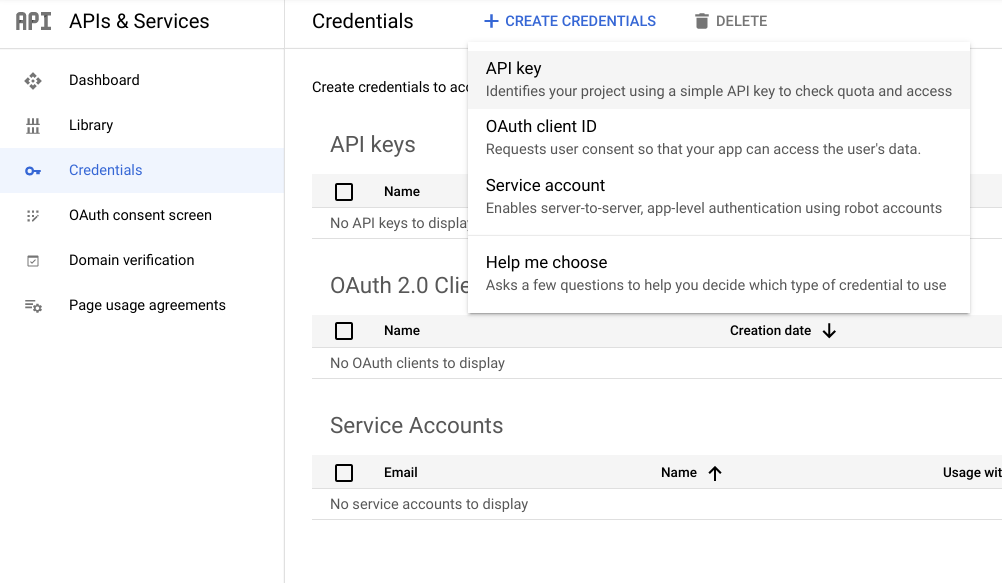 API APIs & Services
Credentials
CREATE CREDENTIALS
DELETE
Dashboard
Library
Credentials
OAuth consent screen
Domain verification
Page usage agreements
Create credentials to acc
API key
Identifies your project using a simple API key to check quota and access
OAuth client ID
Requests user consent so that your app can access the user's data.
Service account
Enables server-to-server, app-level authentication using robot accounts
Help me choose
Asks a few questions to help you decide which type of credential to use
API keys
Name
No API keys to display
OAuth 2.0 Clie
Name Creation date
No OAuth clients to display
Service Accounts
Email Name Usage wit
No service accounts to display